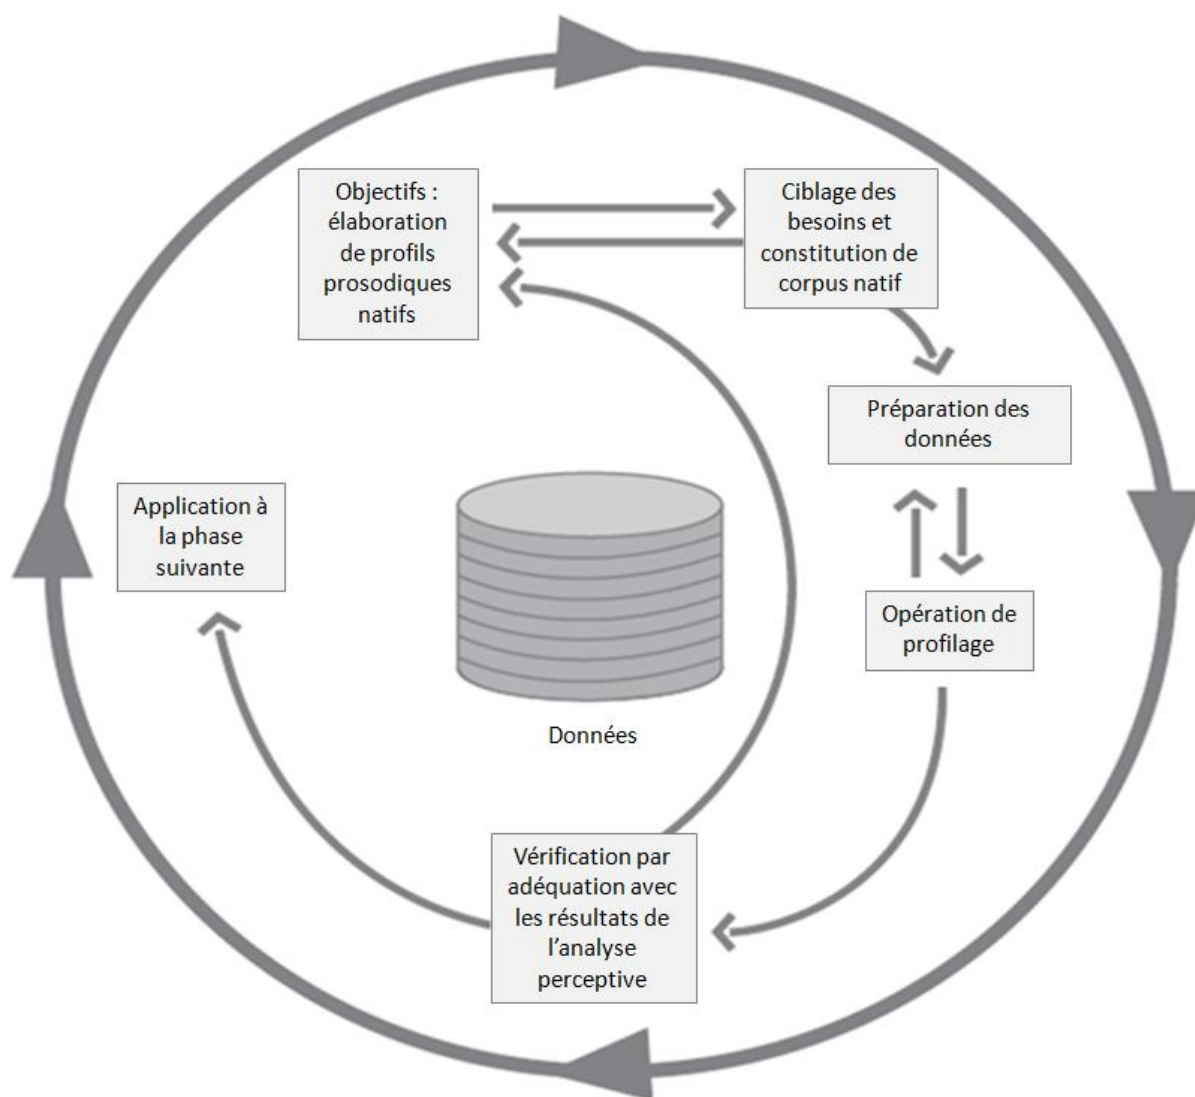 Objectifs :
élaboration
de profils
prosodiques
natifs
Ciblage des
besoins et
constitution de
corpus natif
Préparation des
données
Opération de
profilage
Vérification par
adéquation avec
les résultats de
l'analyse
perceptive
Application à
la phase
suivante
Données